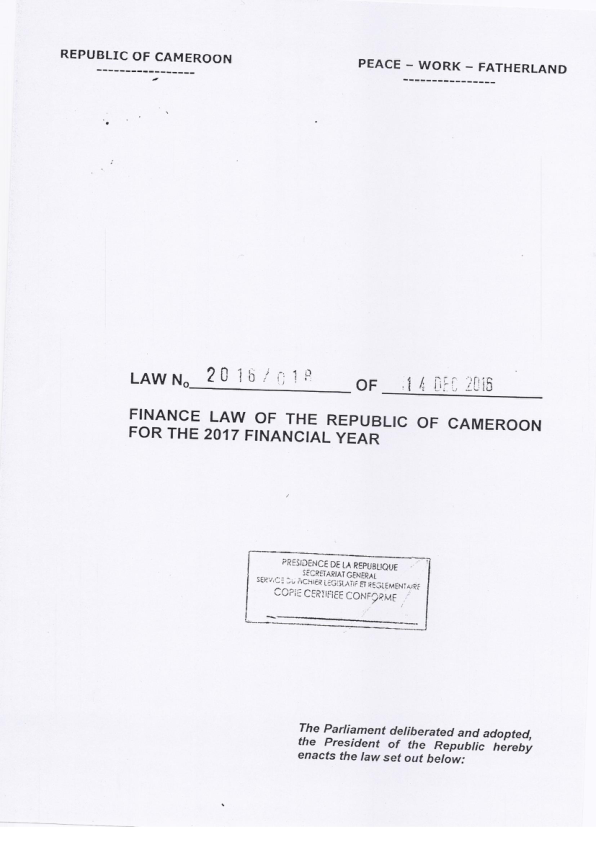 REPUBLIC OF CAMEROON
-----------------
PEACE – WORK – FATHERLAND
----------------
LAW No 2016/018 OF 14 DEC 2016
FINANCE LAW OF THE REPUBLIC OF CAMEROON
FOR THE 2017 FINANCIAL YEAR
PRESIDENCE DE LA REPUBLIQUE
SECRETARIAT GENERAL
SERVICE DU FICHIER LEGISLATIF ET REGLEMENTAIRE
COPIE CERTIFIEE CONFORME
The Parliament deliberated and adopted,
the President of the Republic hereby
enacts the law set out below: